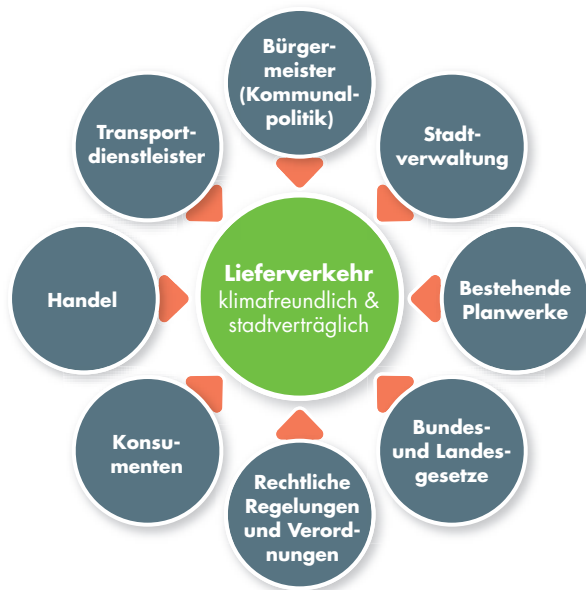 Bürger-
meister
(Kommunal-
politik)
Stadt-
verwaltung
Bestehende
Planwerke
Bundes-
und Landes-
gesetze
Rechtliche
Regelungen
und Verord-
nungen
Konsu-
menten
Handel
Transport-
dienstleister
Lieferverkehr
klimafreundlich &
stadtverträglich